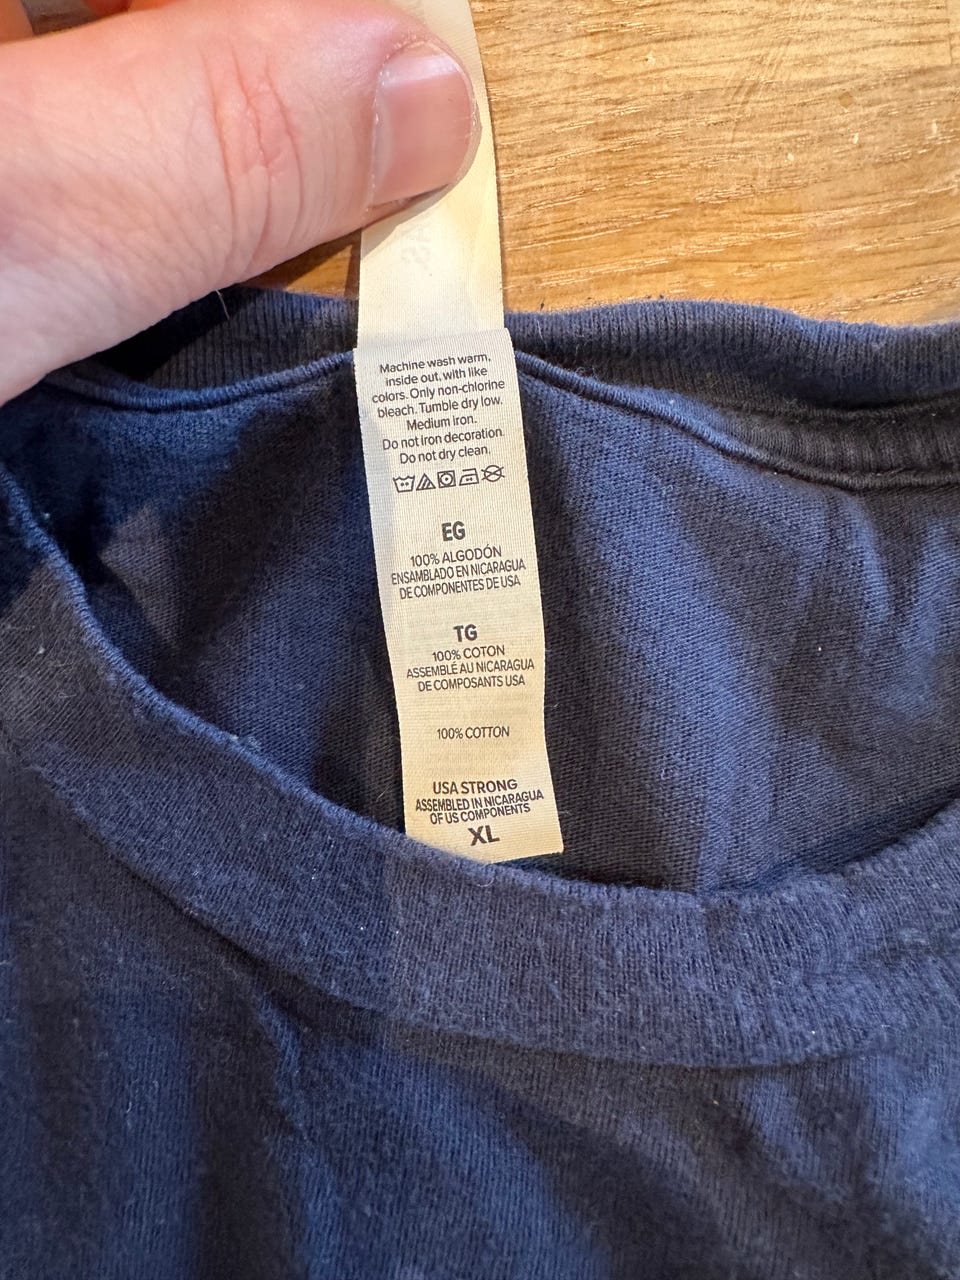 Machine wash warm,
inside out, with like
colors. Only non-chlorine
bleach. Tumble dry low.
Medium iron.
Do not iron decoration.
Do not dry clean.
EG
100% ALGODÓN
ENSAMBLADO EN NICARAGUA
DE COMPONENTES DE USA
TG
100% COTON
ASSEMBLÉ AU NICARAGUA
DE COMPOSANTS USA
100% COTTON
USA STRONG
ASSEMBLED IN NICARAGUA
OF US COMPONENTS
XL